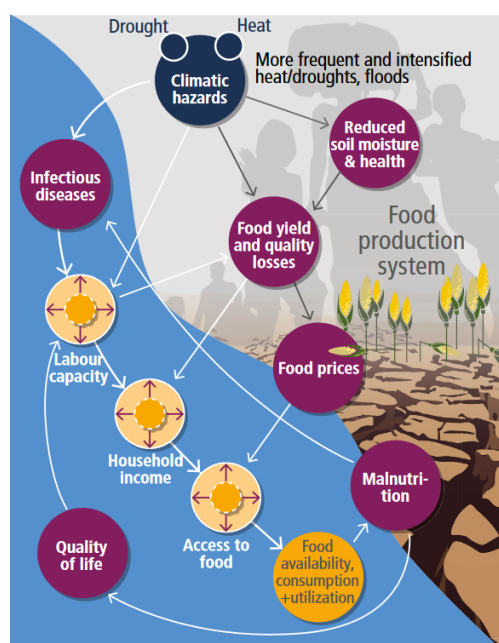 Drought
Heat
Climatic
hazards
More frequent and intensified
heat/droughts, floods
Reduced
soil moisture
& health
Infectious
diseases
Food yield
and quality
losses
Food
production
system
Labour
capacity
Food prices
Household
income
Malnutri-
tion
Access to
food
Quality
of life
Food
availability,
consumption
+utilization